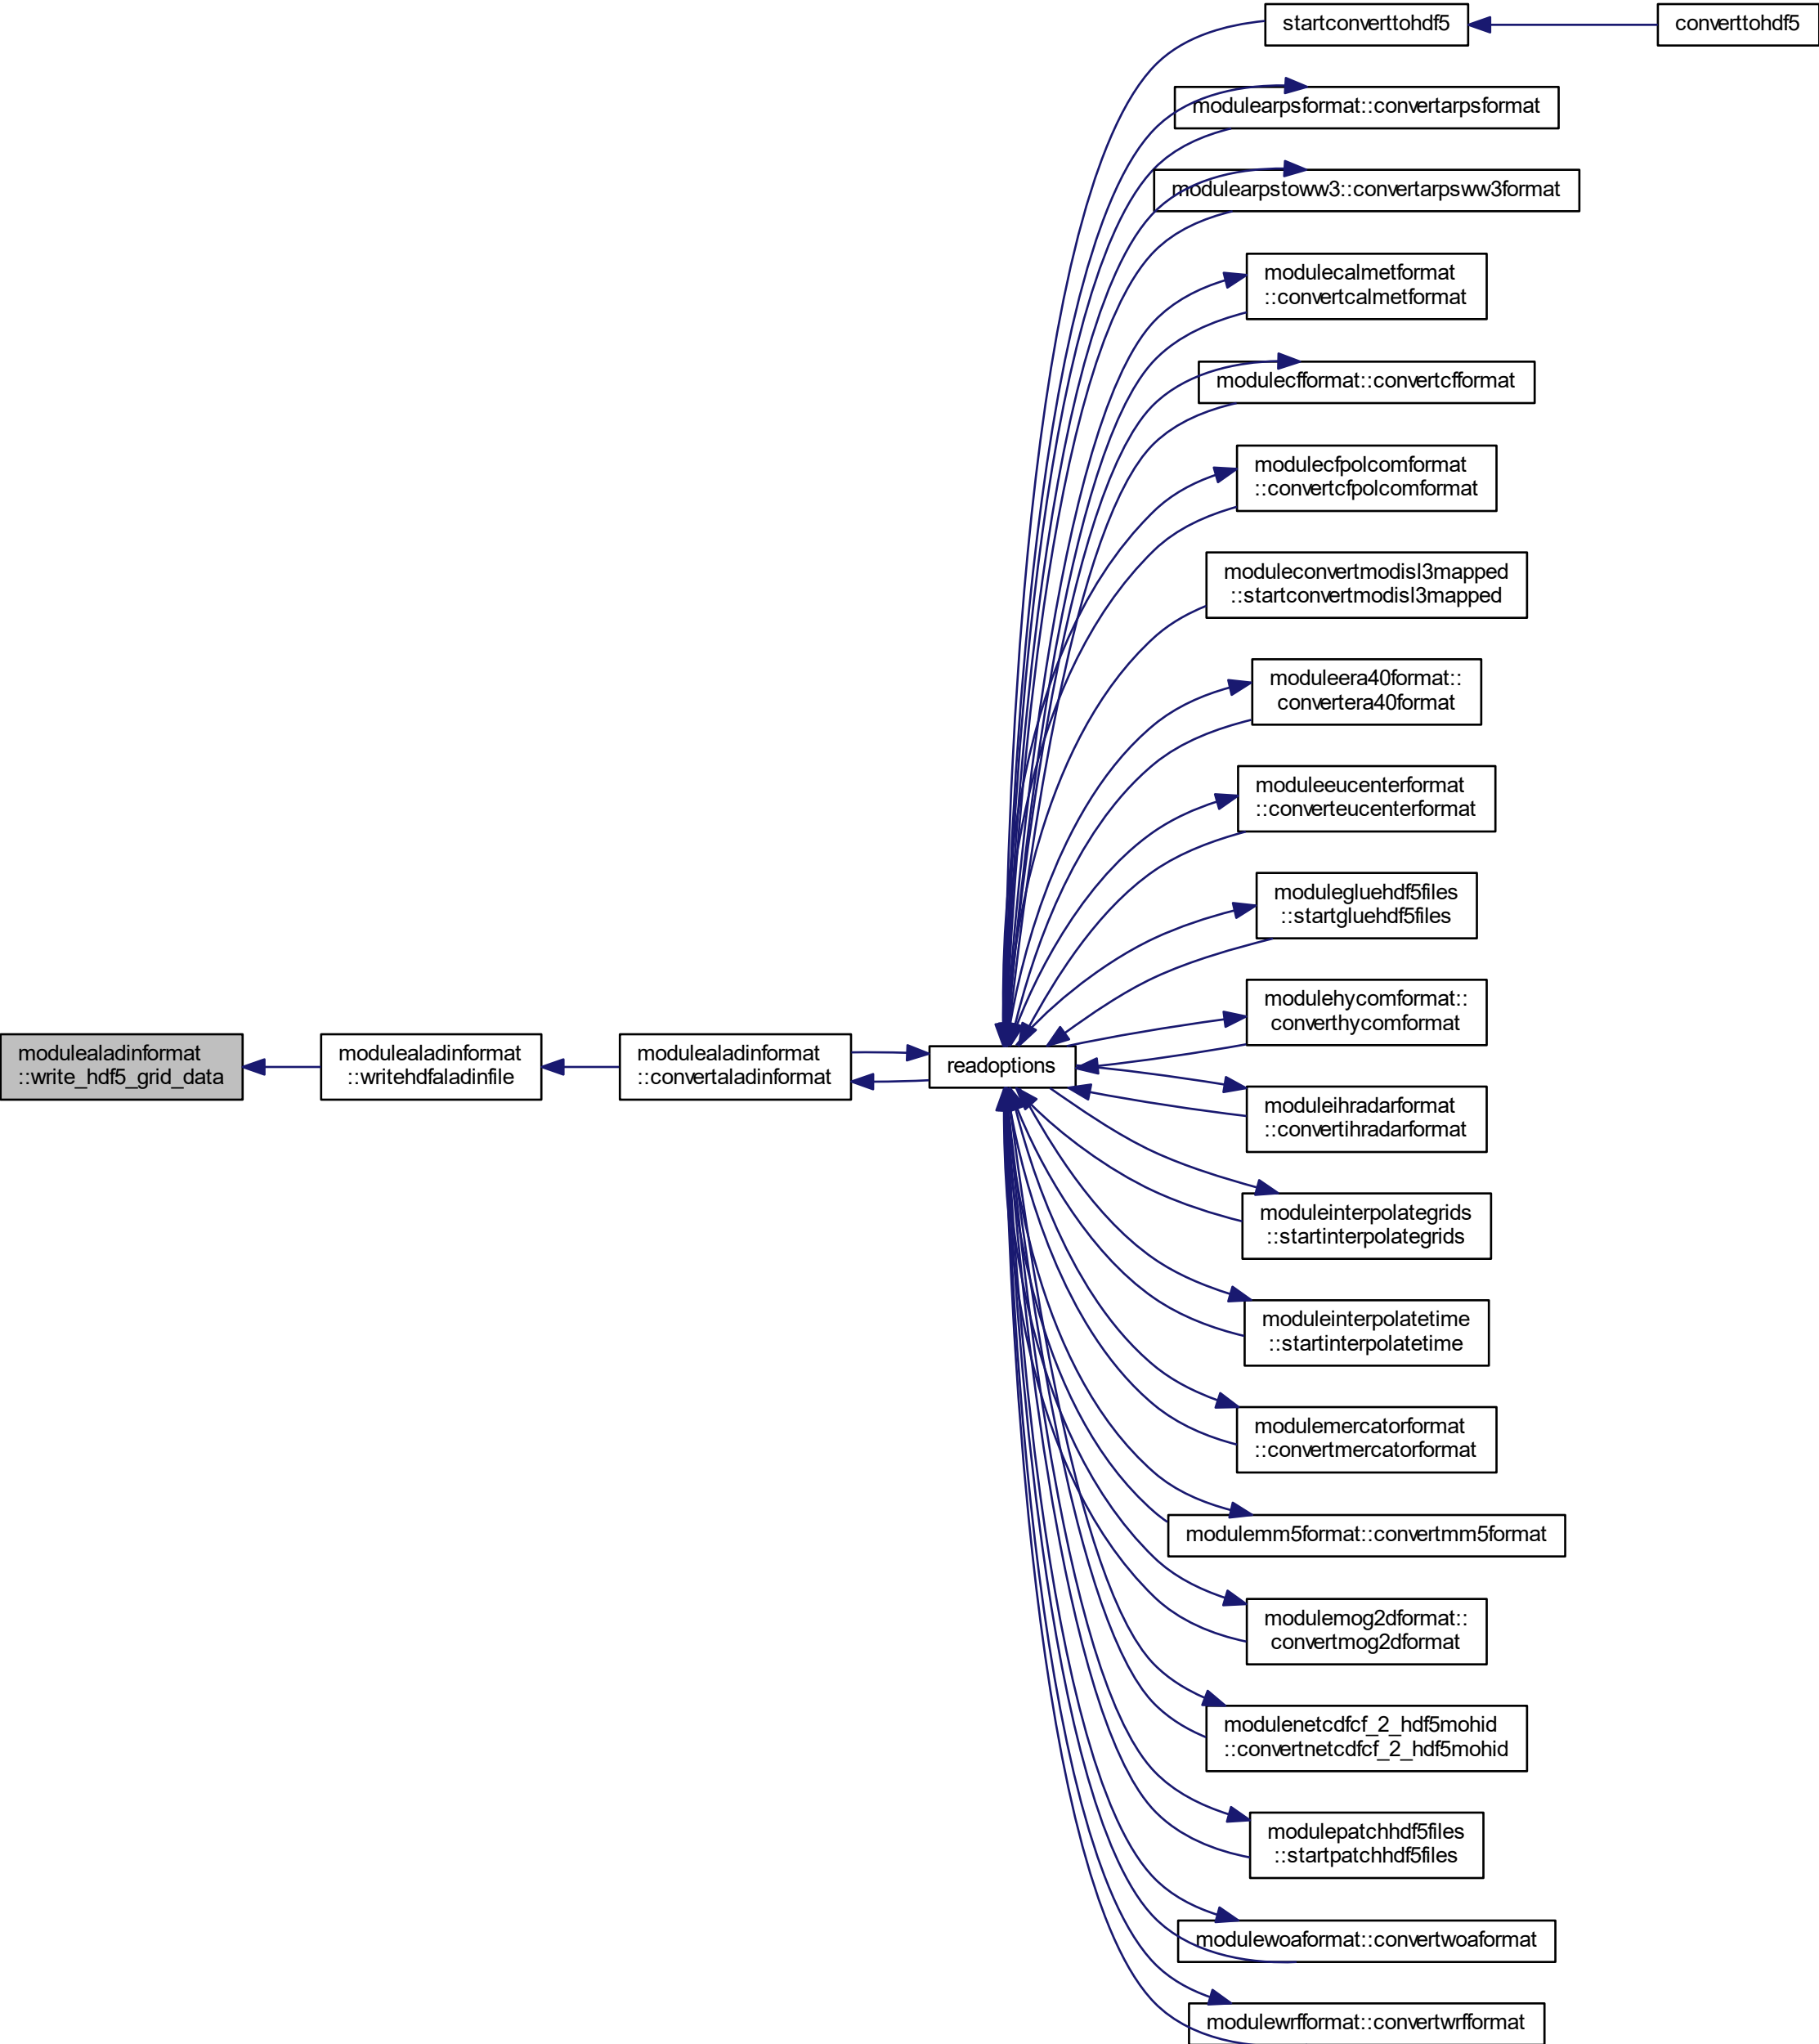 startconverttohdf5
converttohdf5
modulearpsformat::convertarpsformat
modulearpstoww3::convertarpsww3format
modulecalmetformat
::convertcalmetformat
modulecfformat::convertcfformat
modulecfpolcomformat
::convertcfpolcomformat
moduleconvertmodisl3mapped
::startconvertmodisl3mapped
moduleera40format::
convertera40format
moduleeucenterformat
::converteucenterformat
modulegluehdf5files
::startgluehdf5files
modulehycomformat::
converthycomformat
modulealadinformat
::write_hdf5_grid_data
modulealadinformat
::writehdfaladinfile
modulealadinformat
::convertaladinformat
readoptions
moduleihradarformat
::convertihradarformat
moduleinterpolategrids
::startinterpolategrids
moduleinterpolatetime
::startinterpolatetime
modulemercatorformat
::convertmercatorformat
modulemm5format::convertmm5format
modulemog2dformat::
convertmog2dformat
modulenetcdfcf_2_hdf5mohid
::convertnetcdfcf_2_hdf5mohid
modulepatchhdf5files
::startpatchhdf5files
modulewoaformat::convertwoaformat
modulewrfformat::convertwrfformat